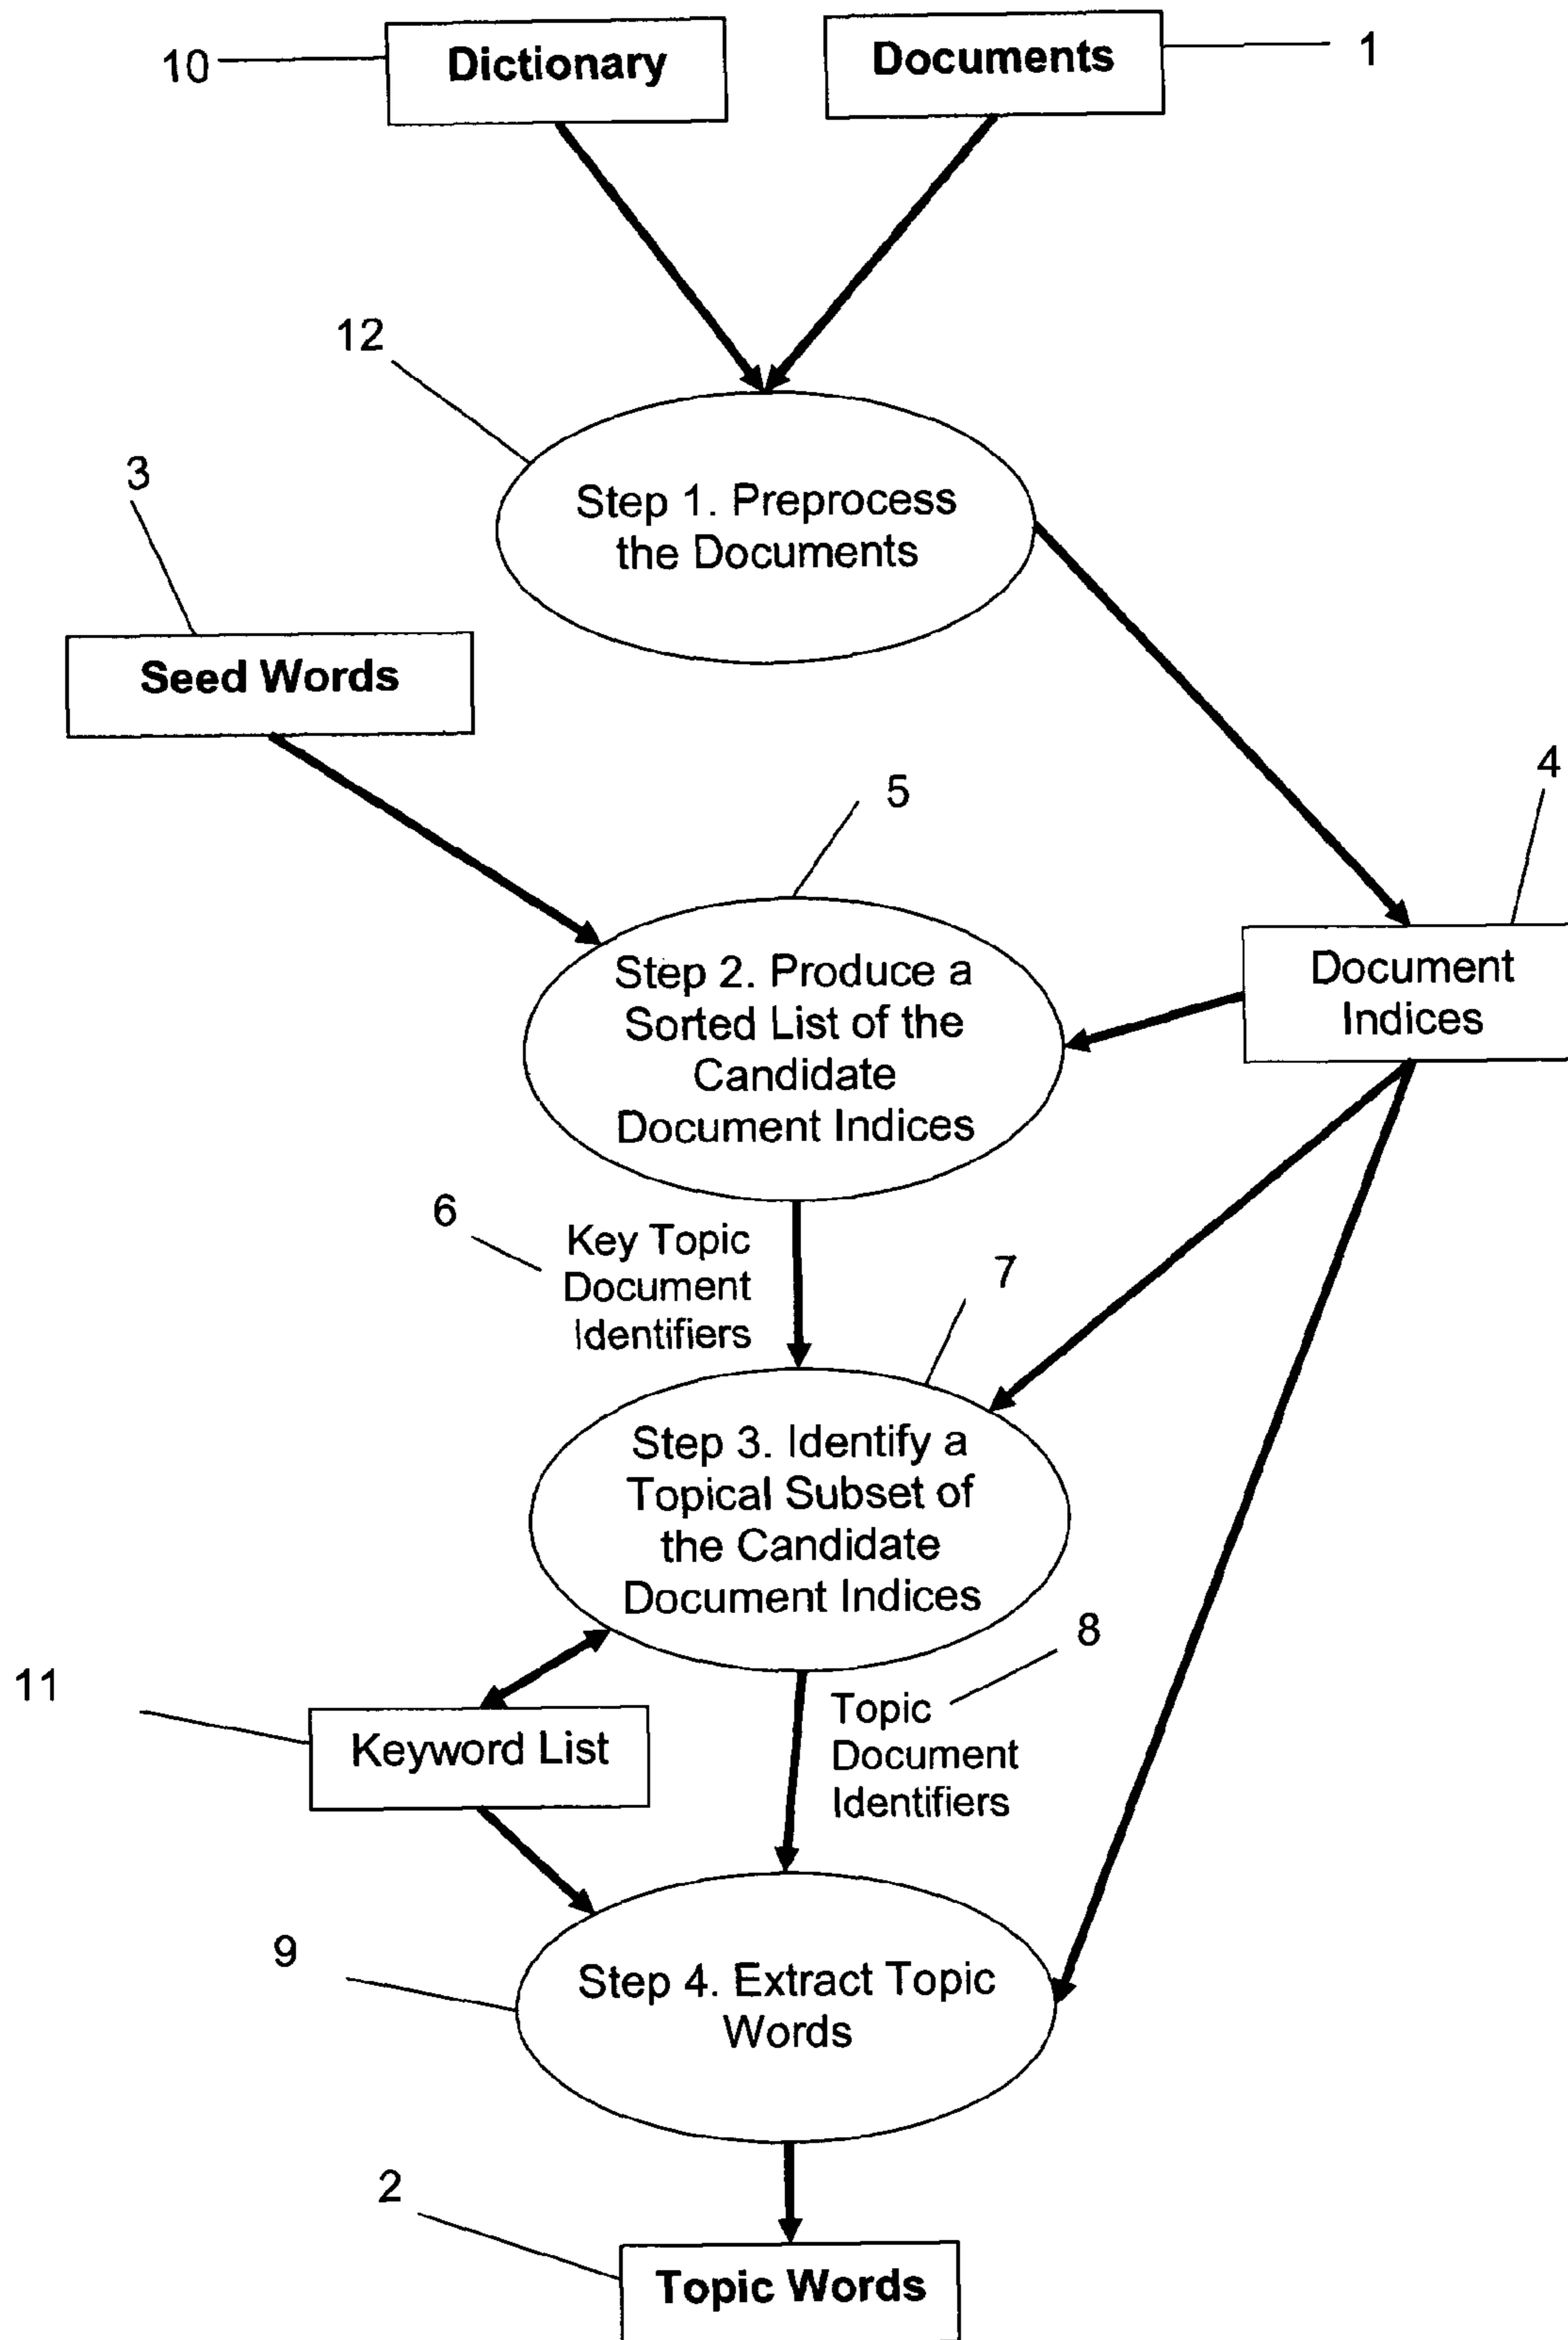 10
Dictionary
Documents
1
12
Step 1. Preprocess
the Documents
3
Seed Words
4
5
Step 2. Produce a
Sorted List of the
Candidate
Document Indices
Document
Indices
6
Key Topic
Document
Identifiers
7
Step 3. Identify a
Topical Subset of
the Candidate
Document Indices
8
11
Keyword List
Topic
Document
Identifiers
9
Step 4. Extract Topic
Words
2
Topic Words